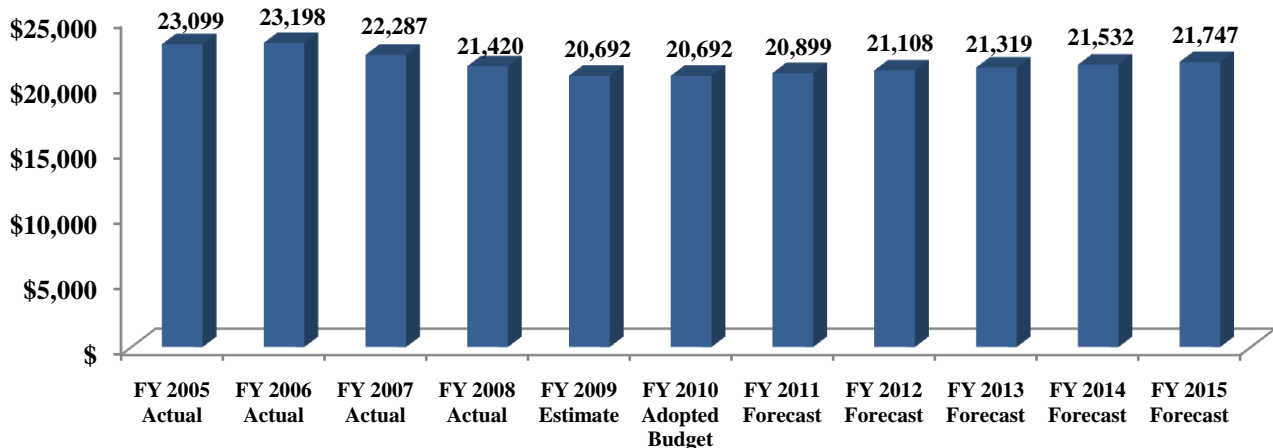 23,099 23,198 22,287 21,420 20,692 20,692 20,899 21,108 21,319 21,532 21,747
$25,000
$20,000
$15,000
$10,000
$5,000
$
FY 2005 FY 2006 FY 2007 FY 2008 FY 2009 FY 2010 FY 2011 FY 2012 FY 2013 FY 2014 FY 2015
Actual Actual Actual Actual Estimate Adopted Forecast Forecast Forecast Forecast Forecast
Budget